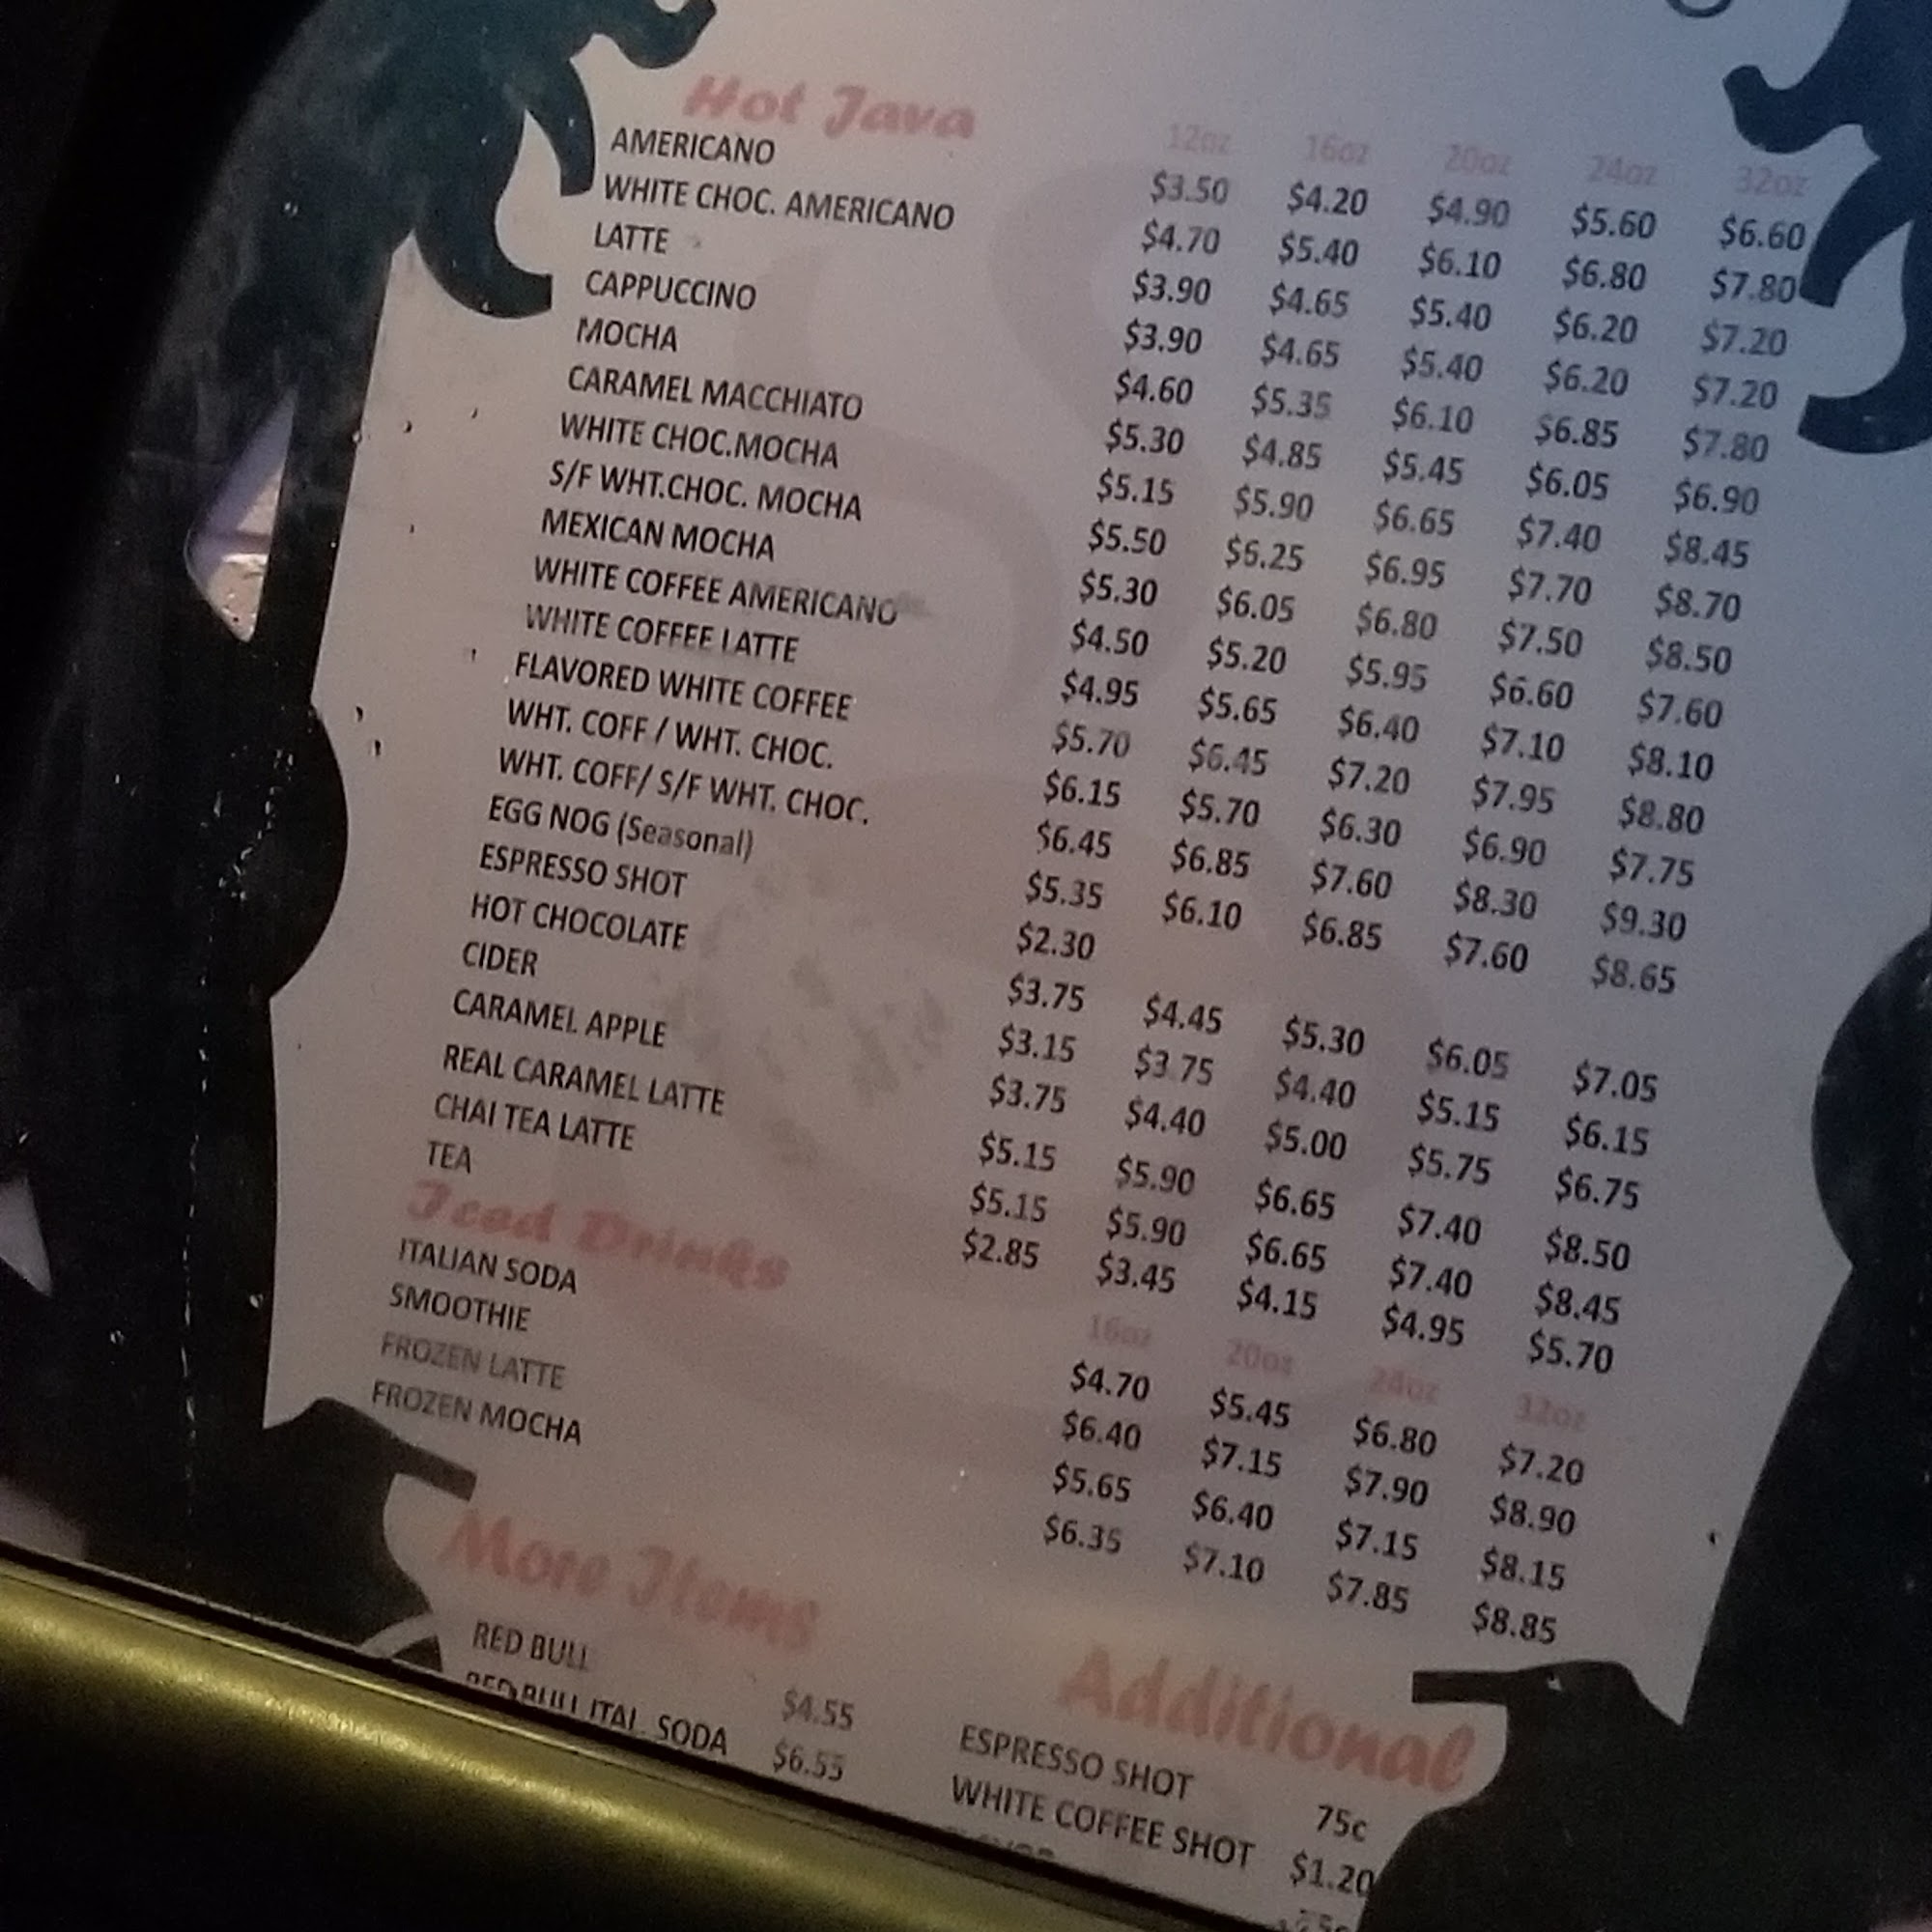 Hot Java 12oz 16oz 20oz 24oz 32oz
AMERICANO $3.50 $4.20 $4.90 $5.60 $6.60
WHITE CHOC. AMERICANO $4.70 $5.40 $6.10 $6.80 $7.80
LATTE $3.90 $4.65 $5.40 $6.20 $7.20
CAPPUCCINO $3.90 $4.65 $5.40 $6.20 $7.20
MOCHA $4.60 $5.35 $6.10 $6.85 $7.80
CARAMEL MACCHIATO $5.30 $4.85 $5.45 $6.05 $6.90
WHITE CHOC.MOCHA $5.15 $5.90 $6.65 $7.40 $8.45
S/F WHT.CHOC. MOCHA $5.50 $6.25 $6.95 $7.70 $8.70
MEXICAN MOCHA $5.30 $6.05 $6.80 $7.50 $8.50
WHITE COFFEE AMERICANO $4.50 $5.20 $5.95 $6.60 $7.60
WHITE COFFEE LATTE $4.95 $5.65 $6.40 $7.10 $8.10
FLAVORED WHITE COFFEE $5.70 $6.45 $7.20 $7.95 $8.80
WHT. COFF / WHT. CHOC. $6.15 $5.70 $6.30 $6.90 $7.75
WHT. COFF/ S/F WHT. CHOC. $6.45 $6.85 $7.60 $8.30 $9.30
EGG NOG (Seasonal) $5.35 $6.10 $6.85 $7.60 $8.65
ESPRESSO SHOT $2.30
HOT CHOCOLATE $3.75 $4.45 $5.30 $6.05 $7.05
CIDER $3.15 $3.75 $4.40 $5.15 $6.15
CARAMEL APPLE $3.75 $4.40 $5.00 $5.75 $6.75
REAL CARAMEL LATTE $5.15 $5.90 $6.65 $7.40 $8.50
CHAI TEA LATTE $5.15 $5.90 $6.65 $7.40 $8.45
TEA $2.85 $3.45 $4.15 $4.95 $5.70
Iced Drinks 16oz 20oz 24oz 32oz
ITALIAN SODA $4.70 $5.45 $6.80 $7.20
SMOOTHIE $6.40 $7.15 $7.90 $8.90
FROZEN LATTE $5.65 $6.40 $7.15 $8.15
FROZEN MOCHA $6.35 $7.10 $7.85 $8.85
More Items
RED BULL $4.55
RED BULL ITAL. SODA $6.55
Additional
ESPRESSO SHOT 75c
WHITE COFFEE SHOT $1.20